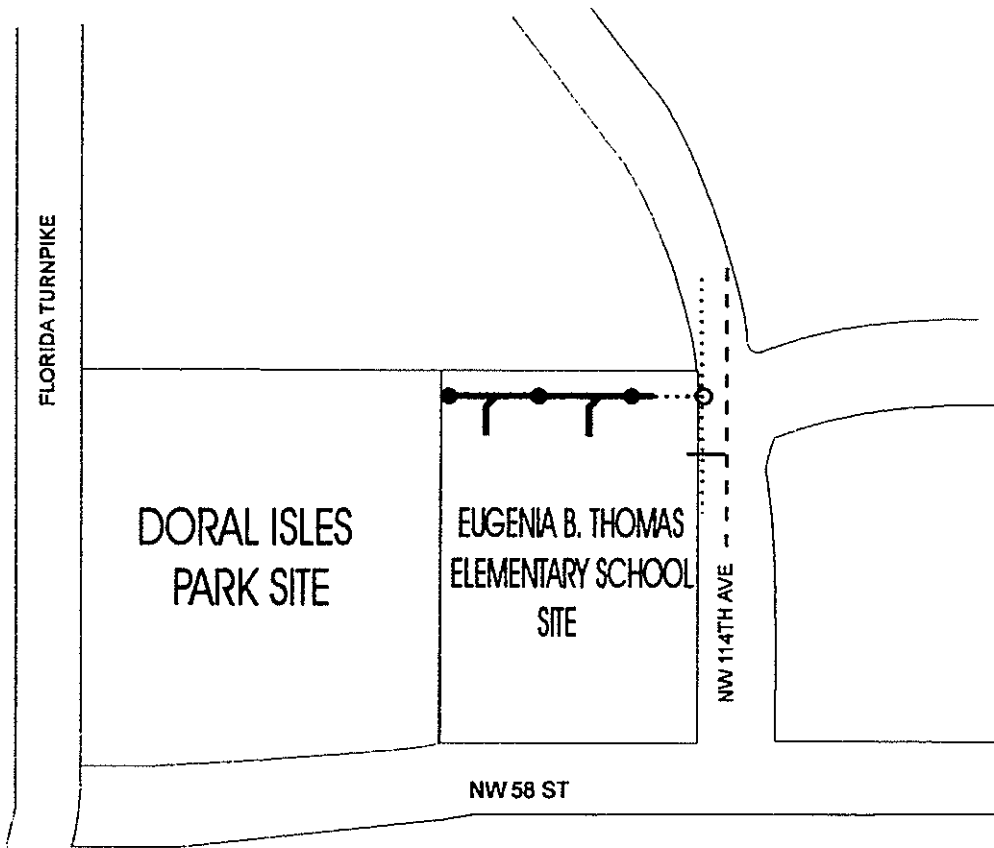 FLORIDA TURNPIKE
DORAL ISLES
PARK SITE
EUGENIA B. THOMAS
ELEMENTARY SCHOOL
SITE
NW 114TH AVE
NW 58 ST